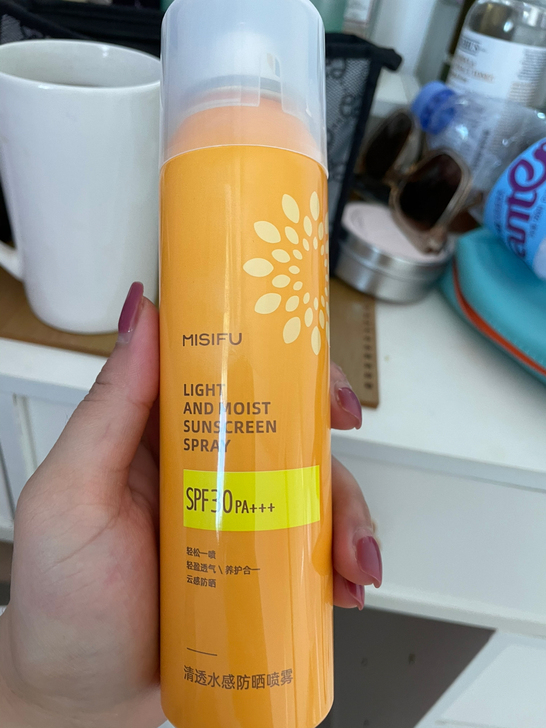 MISIFU
LIGHT
AND MOIST
SUNSCREEN
SPRAY
SPF30 PA+++
轻松一喷
轻盈透气 \ 养护合一
云感防晒
清透水感防晒喷雾